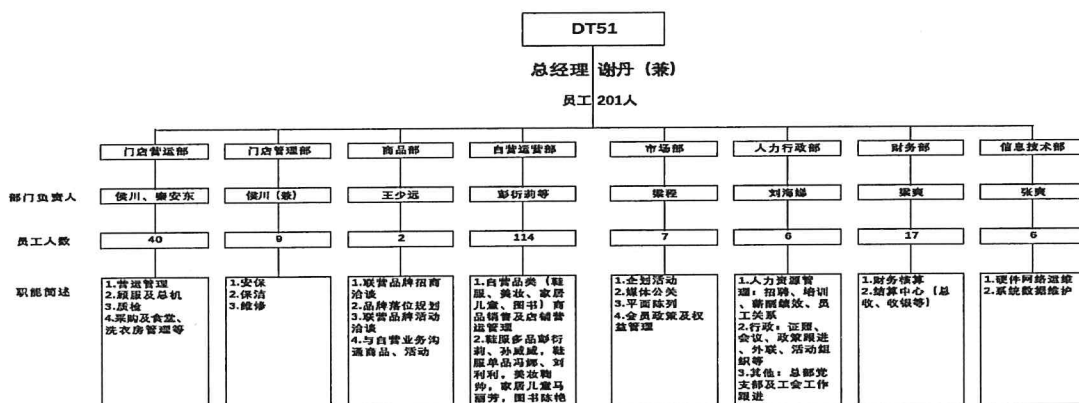 DT51
总经理 谢丹（兼）
员工 201人
门店营运部
门店管理部
商品部
自营运营部
市场部
人力行政部
财务部
信息技术部
部门负责人
侯川、秦安东
侯川（兼）
王少远
彭衍莉等
梁程
刘海娣
梁爽
张爽
员工人数
40
9
2
114
7
6
17
6
职能简述
1.营运管理
2.顾服及总机
3.质检
4.采购及食堂、
洗衣房管理等
1.安保
2.保洁
3.维修
1.联营品牌招商
洽谈
2.品牌落位规划
3.联营品牌活动
洽谈
4.与自营业务沟
通商品、活动
1.自营品类（鞋
服、美妆、家居
儿童、图书）商
品销售及店铺营
运管理
2.鞋服多品彭衍
莉、孙威威，鞋
服单品冯娜、刘
利利，美妆鞠
帅，家居儿童马
丽芳，图书陈艳
1.企划活动
2.媒体公关
3.平面陈列
4.会员政策及权
益管理
1.人力资源管
理：招聘、培训
、薪酬绩效、员
工关系
2.行政：证照、
会议、政策跟进
、外联、活动组
织等
3.其他：总部党
支部及工会工作
跟进
1.财务核算
2.结算中心（总
收、收银等）
1.硬件网络运维
2.系统数据维护